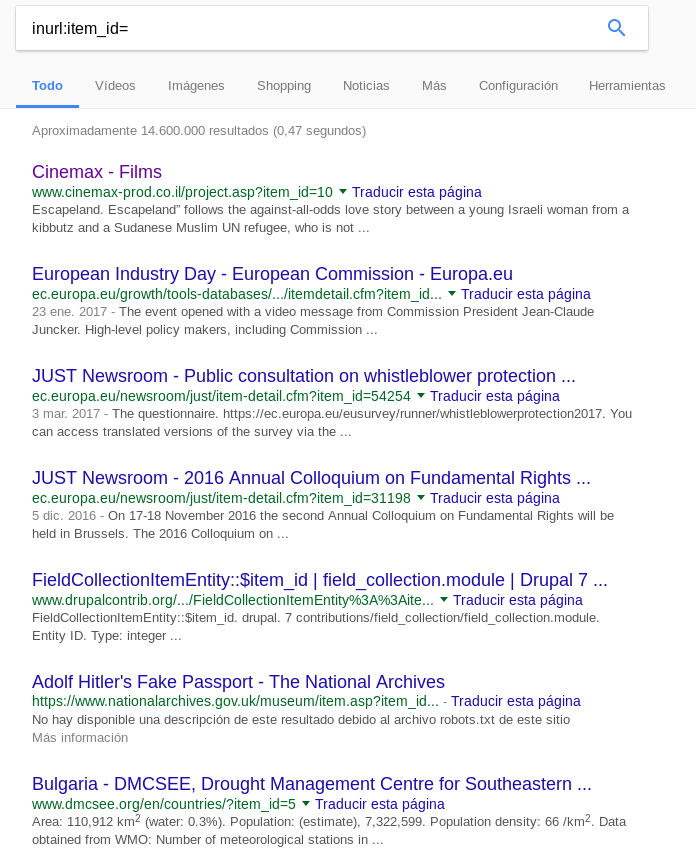 inurl:item_id=
Todo Vídeos Imágenes Shopping Noticias Más Configuración Herramientas
Aproximadamente 14.600.000 resultados (0,47 segundos)
Cinemax - Films
www.cinemax-prod.co.il/project.asp?item_id=10 Traducir esta página
Escapeland. Escapeland” follows the against-all-odds love story between a young Israeli woman from a
kibbutz and a Sudanese Muslim UN refugee, who is not ...
European Industry Day - European Commission - Europa.eu
ec.europa.eu/growth/tools-databases/.../itemdetail.cfm?item_id... Traducir esta página
23 ene. 2017 - The event opened with a video message from Commission President Jean-Claude
Juncker. High-level policy makers, including Commission ...
JUST Newsroom - Public consultation on whistleblower protection ...
ec.europa.eu/newsroom/just/item-detail.cfm?item_id=54254 Traducir esta página
3 mar. 2017 - The questionnaire. https://ec.europa.eu/eusurvey/runner/whistleblowerprotection2017. You
can access translated versions of the survey via the ...
JUST Newsroom - 2016 Annual Colloquium on Fundamental Rights ...
ec.europa.eu/newsroom/just/item-detail.cfm?item_id=31198 Traducir esta página
5 dic. 2016 - On 17-18 November 2016 the second Annual Colloquium on Fundamental Rights will be
held in Brussels. The 2016 Colloquium on ...
FieldCollectionItemEntity::$item_id | field_collection.module | Drupal 7 ...
www.drupalcontrib.org/.../FieldCollectionItemEntity%3A%3Aite... Traducir esta página
FieldCollectionItemEntity::$item_id. drupal. 7 contributions/field_collection/field_collection.module.
Entity ID. Type: integer ...
Adolf Hitler's Fake Passport - The National Archives
https://www.nationalarchives.gov.uk/museum/item.asp?item_id... - Traducir esta página
No hay disponible una descripción de este resultado debido al archivo robots.txt de este sitio
Más información
Bulgaria - DMCSEE, Drought Management Centre for Southeastern ...
www.dmcsee.org/en/countries/?item_id=5 Traducir esta página
Area: 110,912 km² (water: 0.3%). Population: (estimate), 7,322,599. Population density: 66 /km². Data
obtained from WMO: Number of meteorological stations in ...